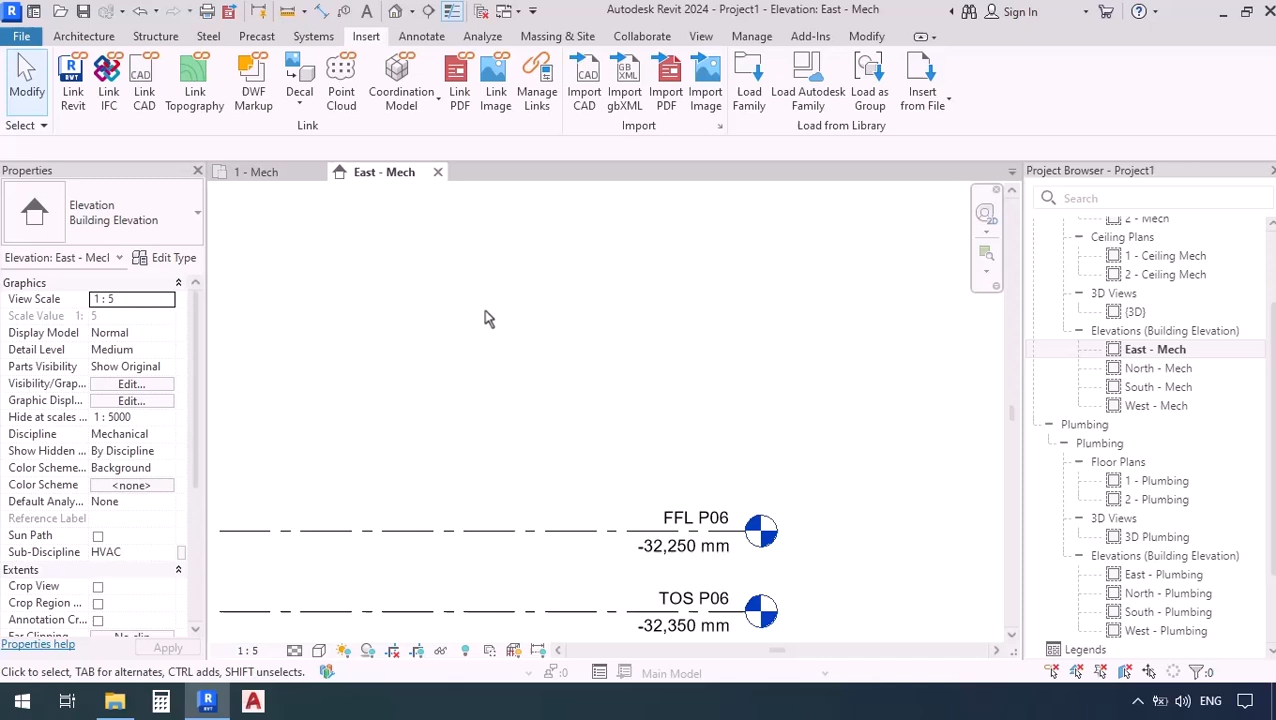 Autodesk Revit 2024 - Project1 - Elevation: East - Mech
Sign In
File Architecture Structure Steel Precast Systems Insert Annotate Analyze Massing & Site Collaborate View Manage Add-Ins Modify
Modify
Link Revit
Link IFC
Link CAD
Link Topography
DWF Markup
Decal
Point Cloud
Coordination Model
Link PDF
Link Image
Manage Links
Import CAD
Import gbXML
Import PDF
Import Image
Load Family
Load Autodesk Family
Load as Group
Insert from File
Select Link Import Load from Library
Properties
1 - Mech
East - Mech
Project Browser - Project1
Search
Elevation
Building Elevation
Elevation: East - Mecl
Edit Type
Graphics
View Scale 1 : 5
Scale Value 1: 5
Display Model Normal
Detail Level Medium
Parts Visibility Show Original
Visibility/Grap... Edit...
Graphic Displ... Edit...
Hide at scales ... 1 : 5000
Discipline Mechanical
Show Hidden ... By Discipline
Color Scheme... Background
Color Scheme <none>
Default Analy... None
Reference Label
Sun Path
Sub-Discipline HVAC
Extents
Crop View
Crop Region ...
Annotation Cr...
Far Clipping No clip
Properties help
Apply
2D
FFL P06
-32,250 mm
TOS P06
-32,350 mm
2 - Mech
Ceiling Plans
1 - Ceiling Mech
2 - Ceiling Mech
3D Views
{3D}
Elevations (Building Elevation)
East - Mech
North - Mech
South - Mech
West - Mech
Plumbing
Plumbing
Floor Plans
1 - Plumbing
2 - Plumbing
3D Views
3D Plumbing
Elevations (Building Elevation)
East - Plumbing
North - Plumbing
South - Plumbing
West - Plumbing
Legends
1 : 5
Click to select, TAB for alternates, CTRL adds, SHIFT unselects.
:0
Main Model
:0
ENG